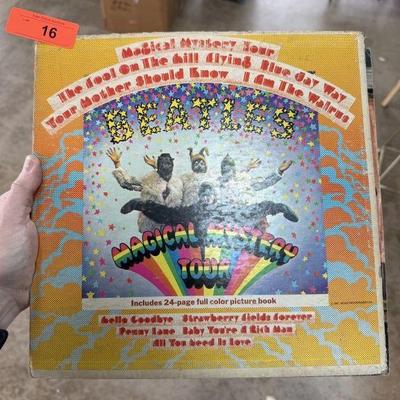 16
Magical Mystery Tour
The Fool On The Hill Flying Blue Jay Way
Your Mother Should Know I Am The Walrus
BEATLES
MAGICAL MYSTERY
TOUR
Includes 24-page full color picture book
Hello Goodbye Strawberry Fields Forever
Penny Lane Baby You're A Rich Man
All You Need Is Love